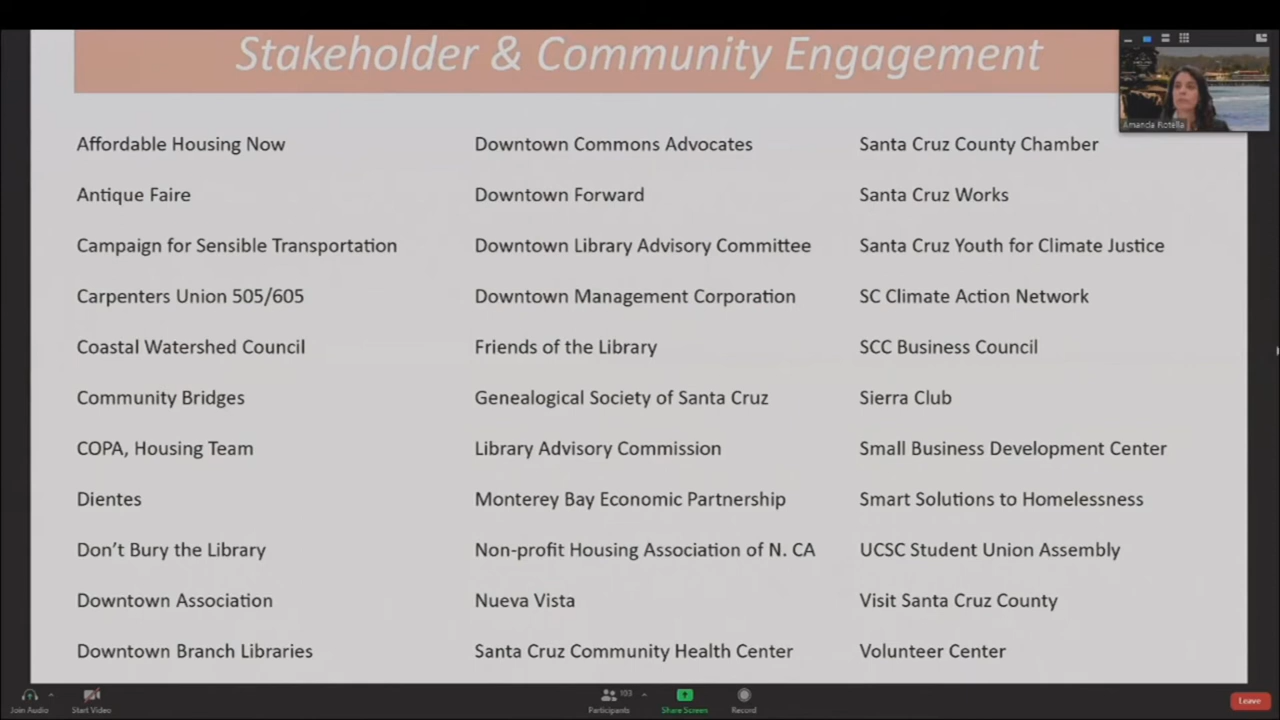 Stakeholder & Community Engagement
Amanda Rotella
Affordable Housing Now
Antique Faire
Campaign for Sensible Transportation
Carpenters Union 505/605
Coastal Watershed Council
Community Bridges
COPA, Housing Team
Dientes
Don't Bury the Library
Downtown Association
Downtown Branch Libraries
Downtown Commons Advocates
Downtown Forward
Downtown Library Advisory Committee
Downtown Management Corporation
Friends of the Library
Genealogical Society of Santa Cruz
Library Advisory Commission
Monterey Bay Economic Partnership
Non-profit Housing Association of N. CA
Nueva Vista
Santa Cruz Community Health Center
Santa Cruz County Chamber
Santa Cruz Works
Santa Cruz Youth for Climate Justice
SC Climate Action Network
SCC Business Council
Sierra Club
Small Business Development Center
Smart Solutions to Homelessness
UCSC Student Union Assembly
Visit Santa Cruz County
Volunteer Center
Join Audio
Start Video
Participants
193
Share Screen
Record
Leave